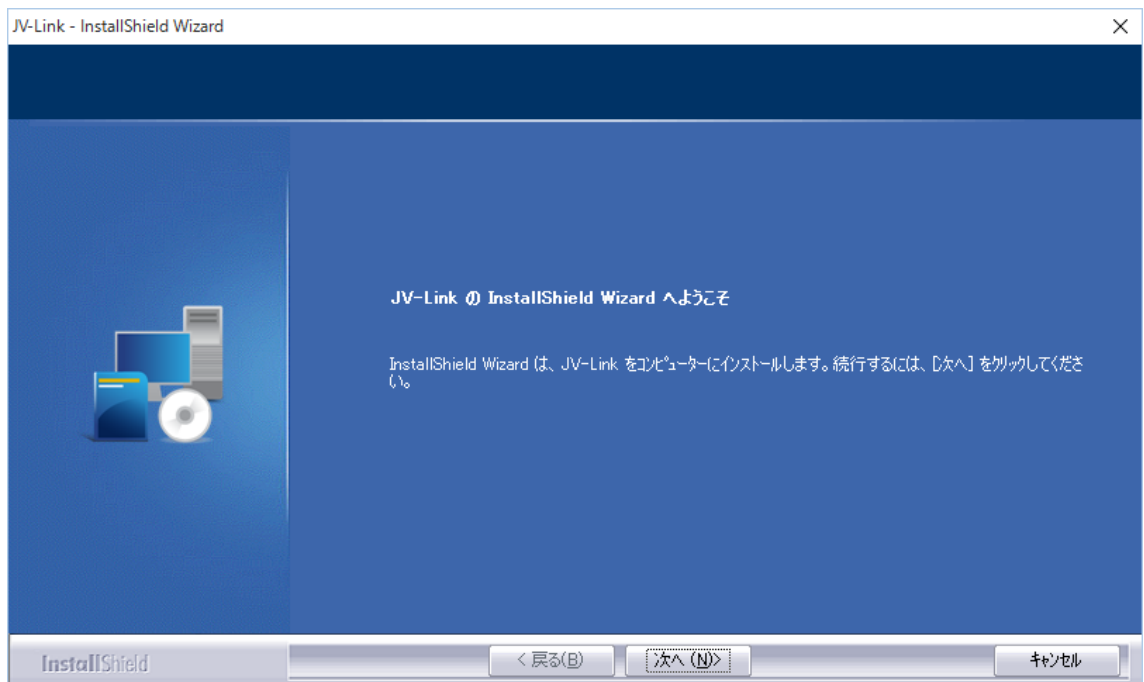 JV-Link - InstallShield Wizard
JV-Link の InstallShield Wizard へようこそ
InstallShield Wizard は、JV-Link をコンピューターにインストールします。続行するには、[次へ] をクリックしてくださ
い。
InstallShield
< 戻る(B)
次へ (N)>
キャンセル